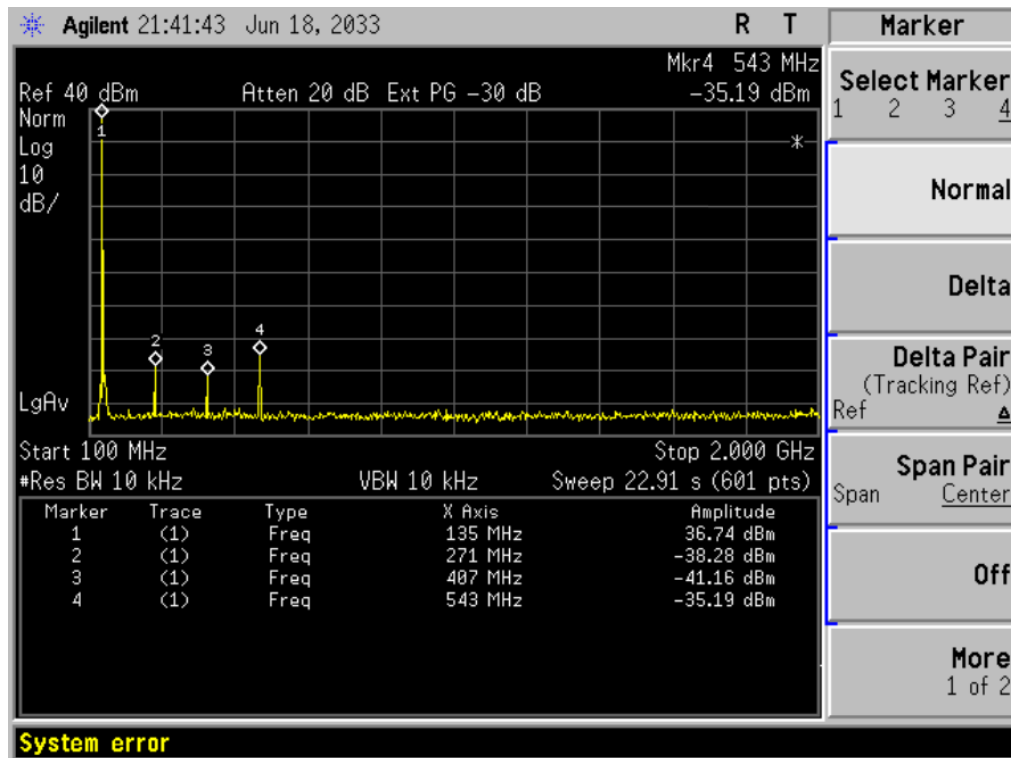 Agilent 21:41:43 Jun 18, 2033 R T
Mkr4 543 MHz
Ref 40 dBm Atten 20 dB Ext PG -30 dB -35.19 dBm
Norm
Log
10
dB/
1
*
2
3
4
LgAv
Start 100 MHz Stop 2.000 GHz
#Res BW 10 kHz VBW 10 kHz Sweep 22.91 s (601 pts)
Marker Trace Type X Axis Amplitude
1 (1) Freq 135 MHz 36.74 dBm
2 (1) Freq 271 MHz -38.28 dBm
3 (1) Freq 407 MHz -41.16 dBm
4 (1) Freq 543 MHz -35.19 dBm
System error
Marker
Select Marker
1 2 3 4
Normal
Delta
Delta Pair
(Tracking Ref)
Ref Δ
Span Pair
Span Center
Off
More
1 of 2